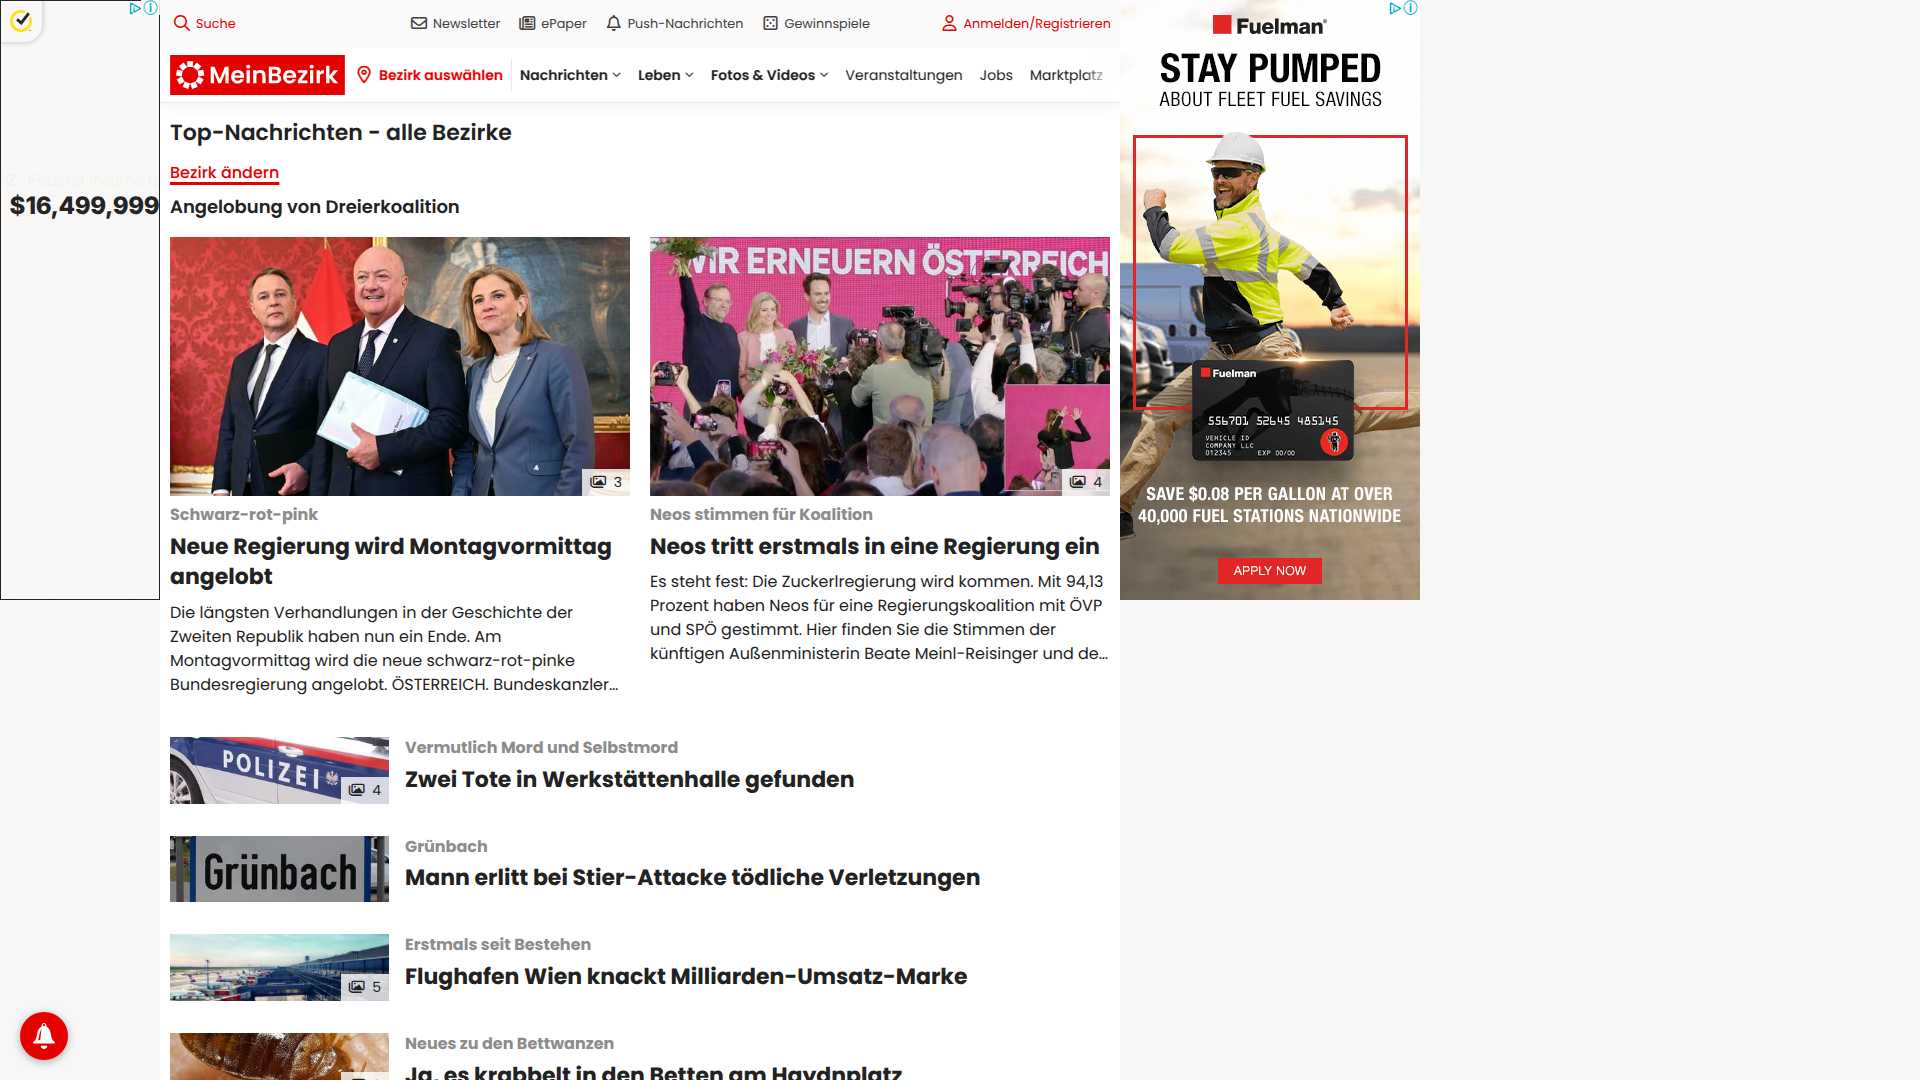 Suche
Newsletter
ePaper
Push-Nachrichten
Gewinnspiele
Anmelden/Registrieren
MeinBezirk
Bezirk auswählen
Nachrichten
Leben
Fotos & Videos
Veranstaltungen
Jobs
Marktplatz
$16,499,999
Top-Nachrichten - alle Bezirke
Bezirk ändern
Angelobung von Dreierkoalition
3
Schwarz-rot-pink
Neue Regierung wird Montagvormittag
angelobt
Die längsten Verhandlungen in der Geschichte der
Zweiten Republik haben nun ein Ende. Am
Montagvormittag wird die neue schwarz-rot-pinke
Bundesregierung angelobt. ÖSTERREICH. Bundeskanzler...
WIR ERNEUERN ÖSTERREICH
4
Neos stimmen für Koalition
Neos tritt erstmals in eine Regierung ein
Es steht fest: Die Zuckerlregierung wird kommen. Mit 94,13
Prozent haben Neos für eine Regierungskoalition mit ÖVP
und SPÖ gestimmt. Hier finden Sie die Stimmen der
künftigen Außenministerin Beate Meinl-Reisinger und de...
POLIZEI
4
Vermutlich Mord und Selbstmord
Zwei Tote in Werkstättenhalle gefunden
Grünbach
Grünbach
Mann erlitt bei Stier-Attacke tödliche Verletzungen
5
Erstmals seit Bestehen
Flughafen Wien knackt Milliarden-Umsatz-Marke
Neues zu den Bettwanzen
Ja, es krabbelt in den Betten am Haydnplatz
Fuelman
STAY PUMPED
ABOUT FLEET FUEL SAVINGS
Fuelman
556701 52645 485145
VEHICLE ID
COMPANY LLC
012345 EXP 00/00
SAVE $0.08 PER GALLON AT OVER
40,000 FUEL STATIONS NATIONWIDE
APPLY NOW